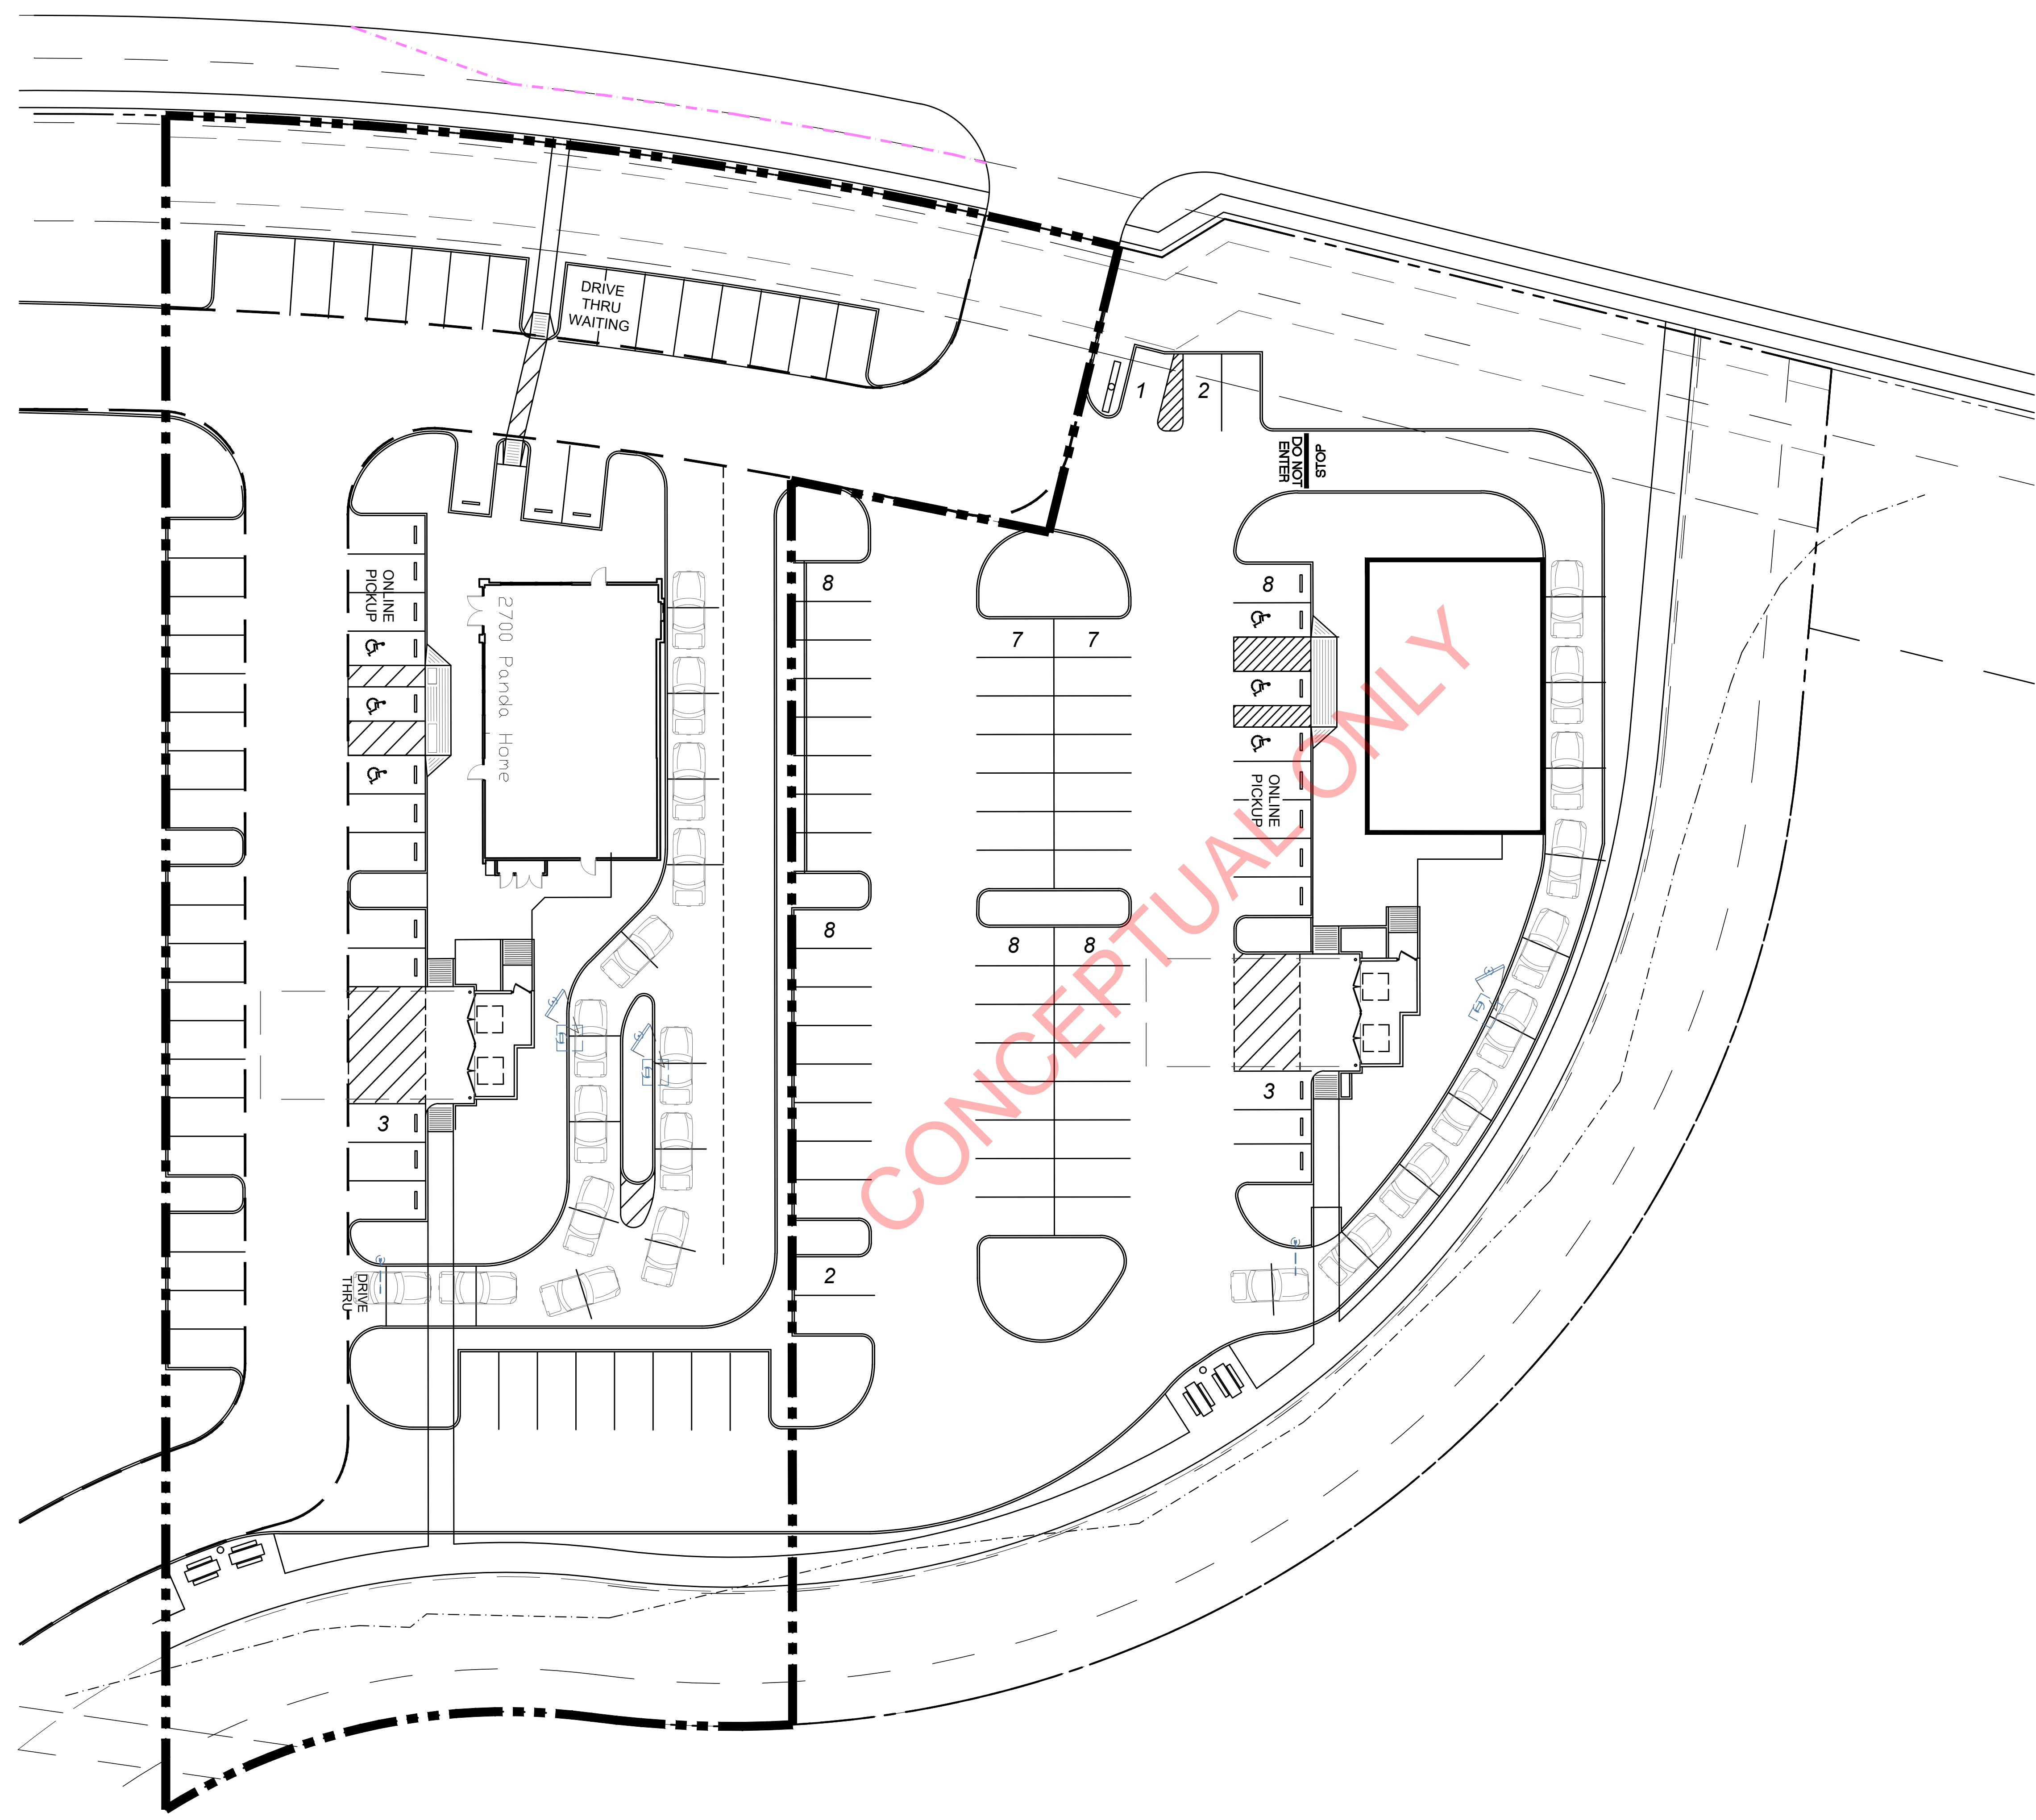 DRIVE
THRU
WAITING
1
2
STOP
DO NOT
ENTER
ONLINE
PICKUP
2700 Panda Home
8
7
7
8
ONLINE
PICKUP
8
8
8
3
3
2
DRIVE
THRU
CONCEPTUAL ONLY